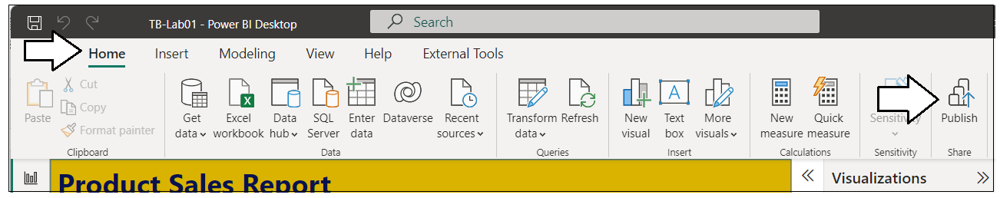 TB-Lab01 - Power BI Desktop
Search
Home Insert Modeling View Help External Tools
Paste
Cut
Copy
Format painter
Clipboard
Get data
Excel workbook
Data hub
SQL Server
Enter data
Dataverse
Recent sources
Data
Transform data
Refresh
Queries
New visual
Text box
More visuals
Insert
New measure
Quick measure
Calculations
Sensitivity
Sensitivity
Publish
Share
Product Sales Report
Visualizations